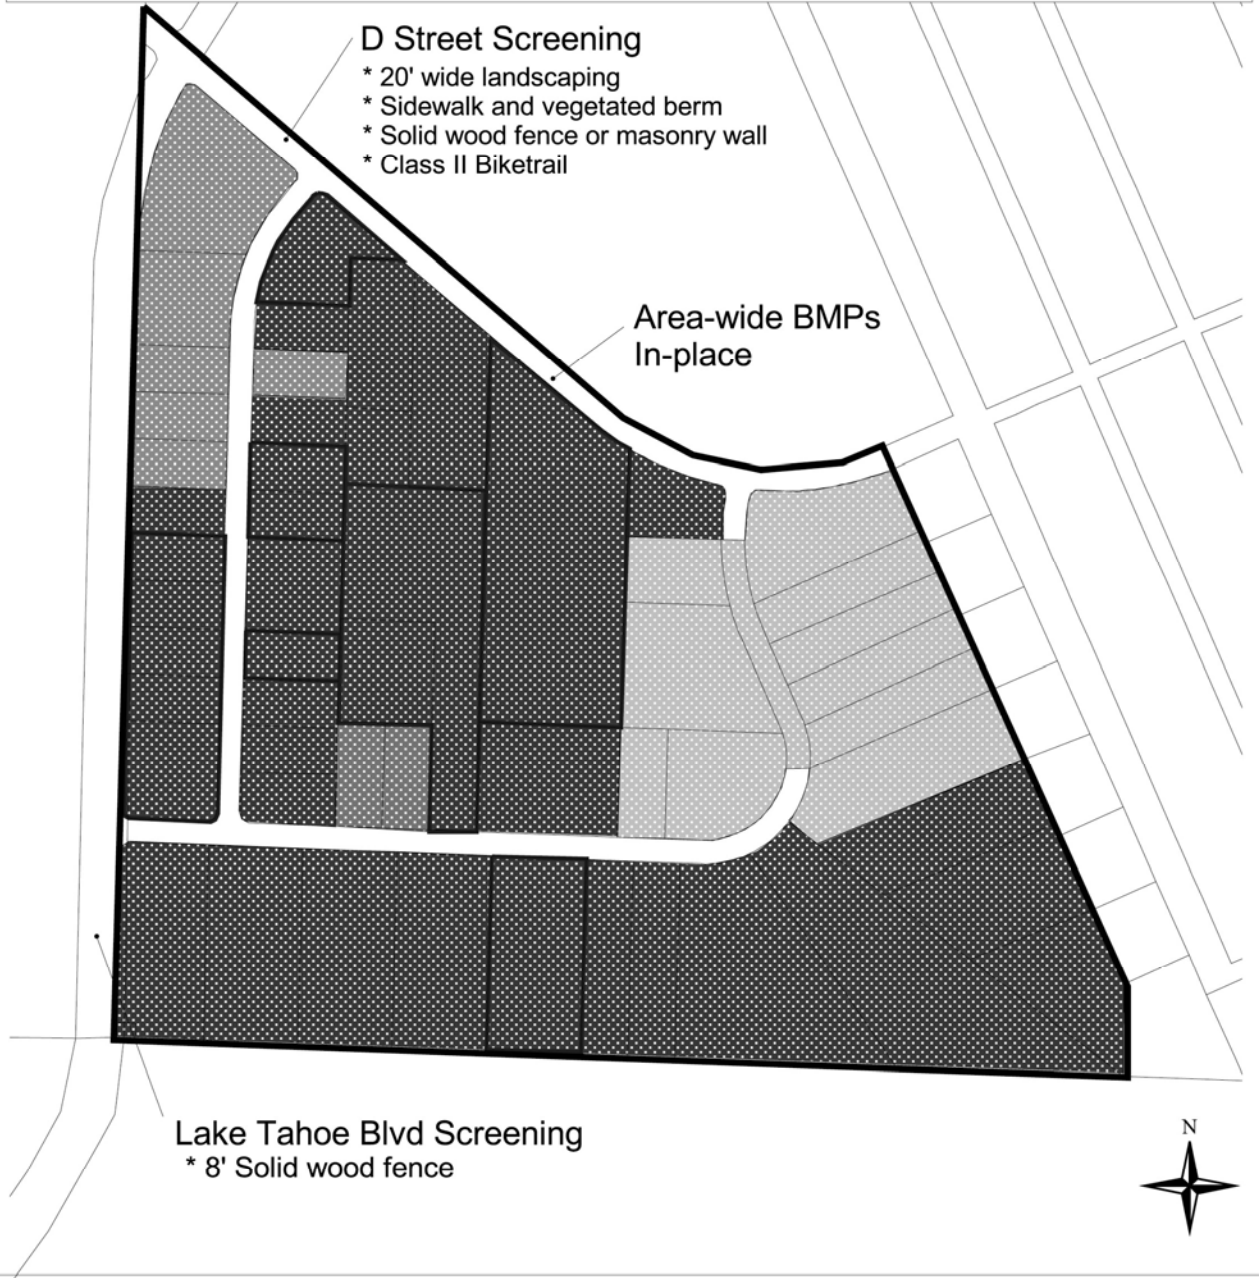 D Street Screening
* 20' wide landscaping
* Sidewalk and vegetated berm
* Solid wood fence or masonry wall
* Class II Biketrail
Area-wide BMPs
In-place
Lake Tahoe Blvd Screening
* 8' Solid wood fence
N